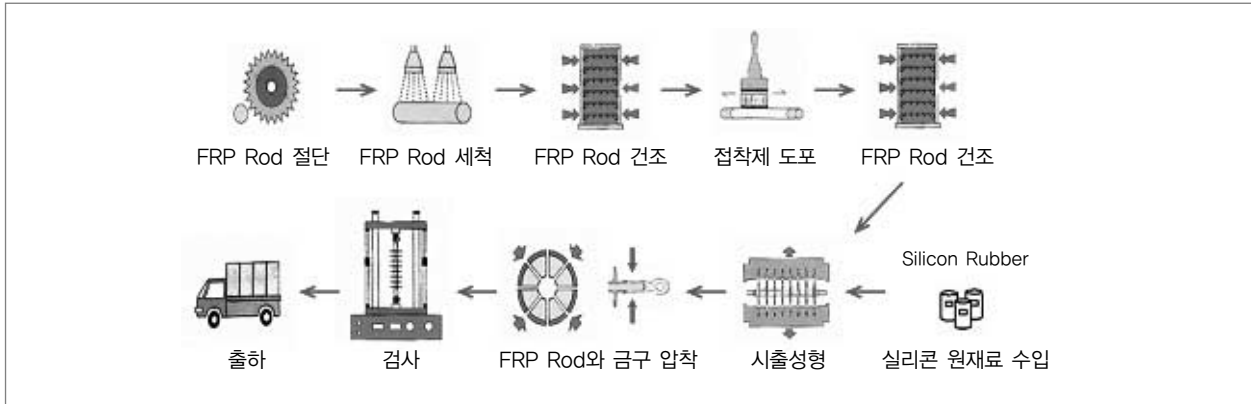 FRP Rod 절단
FRP Rod 세척
FRP Rod 건조
접착제 도포
FRP Rod 건조
Silicon Rubber
출하
검사
FRP Rod와 금구 압착
시출성형
실리콘 원재료 수입